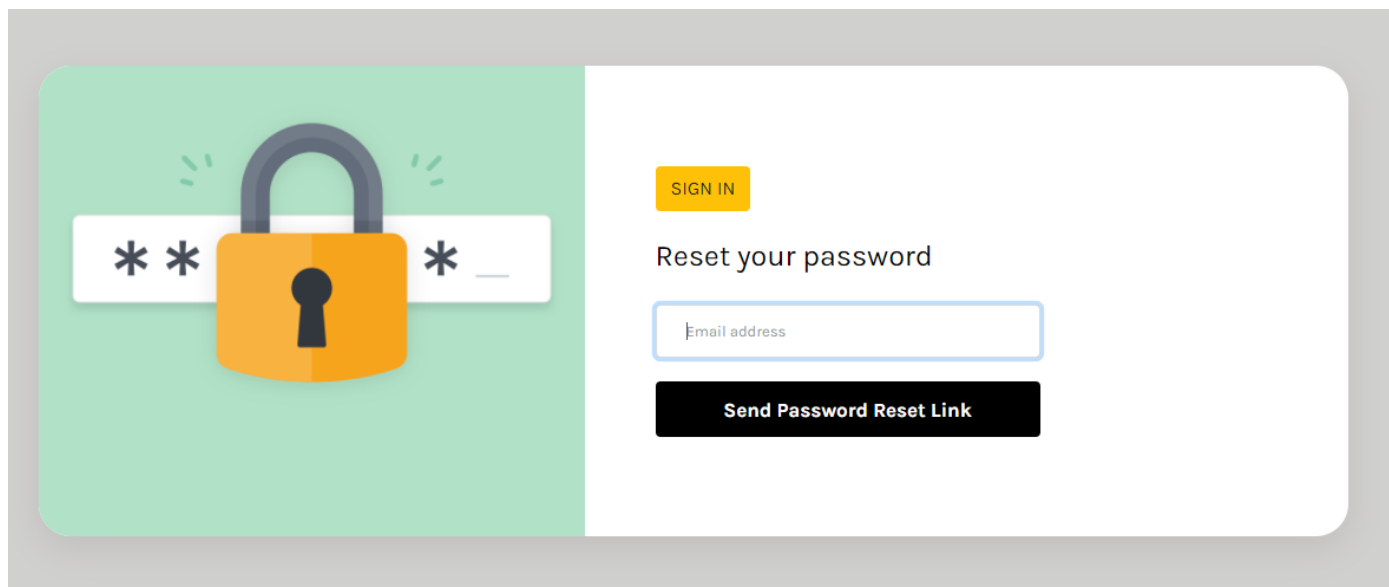 ** *_
SIGN IN
Reset your password
Email address
Send Password Reset Link